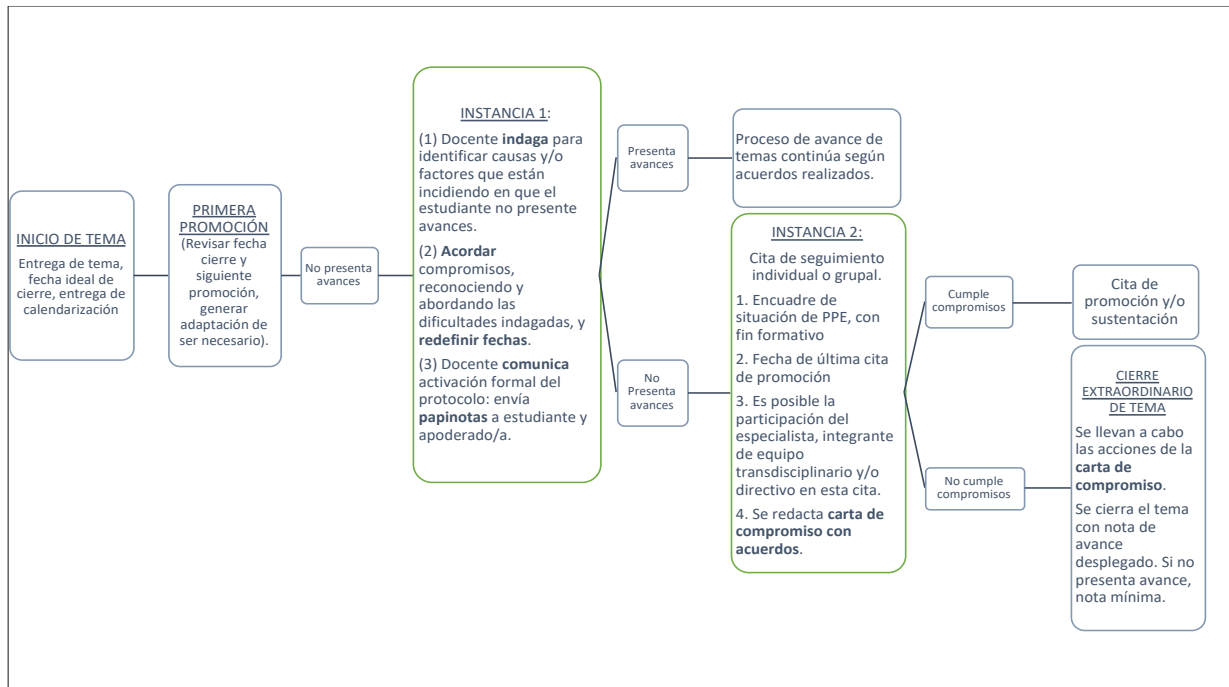 INICIO DE TEMA
Entrega de tema,
fecha ideal de
cierre, entrega de
calendarización
PRIMERA
PROMOCIÓN
(Revisar fecha
cierre y
siguiente
promoción,
generar
adaptación de
ser necesario).
No presenta
avances
INSTANCIA 1:
(1) Docente indaga para
identificar causas y/o
factores que están
incidiendo en que el
estudiante no presente
avances.
(2) Acordar
compromisos,
reconociendo y
abordando las
dificultades indagadas, y
redefinir fechas.
(3) Docente comunica
activación formal del
protocolo: envía
papinotas a estudiante y
apoderado/a.
Presenta
avances
Proceso de avance de
temas continúa según
acuerdos realizados.
No
Presenta
avances
INSTANCIA 2:
Cita de seguimiento
individual o grupal.
1. Encuadre de
situación de PPE, con
fin formativo
2. Fecha de última cita
de promoción
3. Es posible la
participación del
especialista, integrante
de equipo
transdisciplinario y/o
directivo en esta cita.
4. Se redacta carta de
compromiso con
acuerdos.
Cumple
compromisos
Cita de
promoción y/o
sustentación
No cumple
compromisos
CIERRE
EXTRAORDINARIO
DE TEMA
Se llevan a cabo
las acciones de la
carta de
compromiso.
Se cierra el tema
con nota de
avance
desplegado. Si no
presenta avance,
nota mínima.